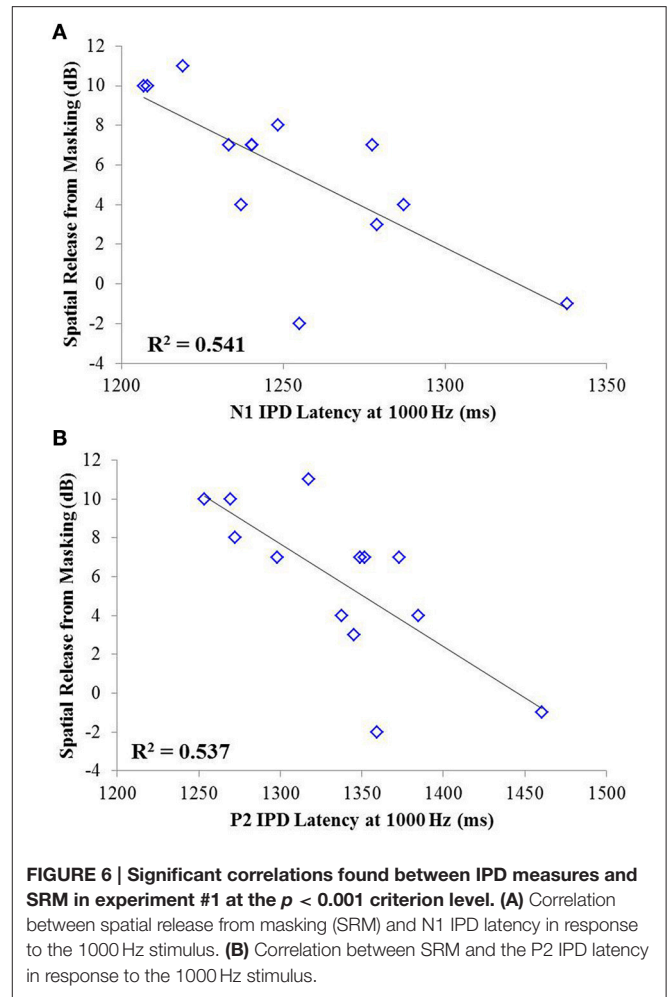 A
12
10
8
6
4
2
0
-2
-4
Spatial Release from Masking (dB)
R² = 0.541
1200 1250 1300 1350
N1 IPD Latency at 1000 Hz (ms)
B
12
10
8
6
4
2
0
-2
-4
Spatial Release from Masking (dB)
R² = 0.537
1200 1250 1300 1350 1400 1450 1500
P2 IPD Latency at 1000 Hz (ms)
FIGURE 6 | Significant correlations found between IPD measures and
SRM in experiment #1 at the p < 0.001 criterion level. (A) Correlation
between spatial release from masking (SRM) and N1 IPD latency in response
to the 1000 Hz stimulus. (B) Correlation between SRM and the P2 IPD latency
in response to the 1000 Hz stimulus.